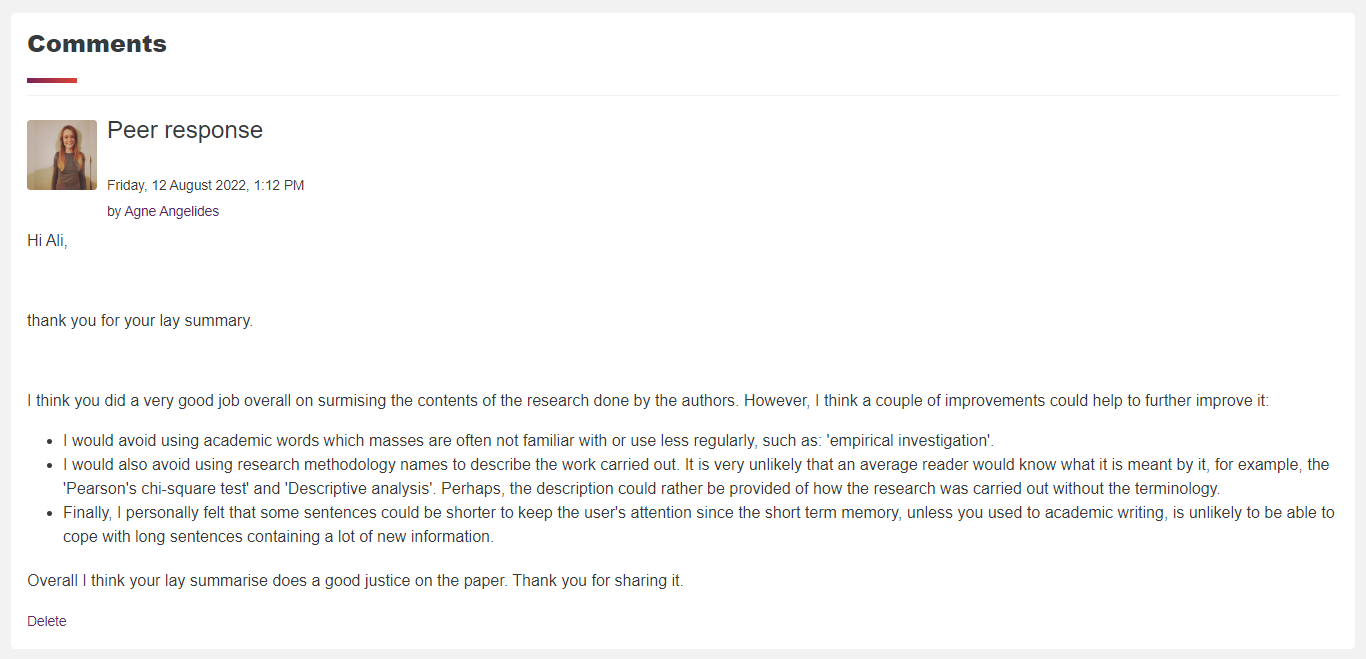 Comments
Peer response
Friday, 12 August 2022, 1:12 PM
by Agne Angelides
Hi Ali,
thank you for your lay summary.
I think you did a very good job overall on surmising the contents of the research done by the authors. However, I think a couple of improvements could help to further improve it:
• I would avoid using academic words which masses are often not familiar with or use less regularly, such as: 'empirical investigation'.
• I would also avoid using research methodology names to describe the work carried out. It is very unlikely that an average reader would know what it is meant by it, for example, the
'Pearson's chi-square test' and 'Descriptive analysis'. Perhaps, the description could rather be provided of how the research was carried out without the terminology.
• Finally, I personally felt that some sentences could be shorter to keep the user's attention since the short term memory, unless you used to academic writing, is unlikely to be able to
cope with long sentences containing a lot of new information.
Overall I think your lay summarise does a good justice on the paper. Thank you for sharing it.
Delete